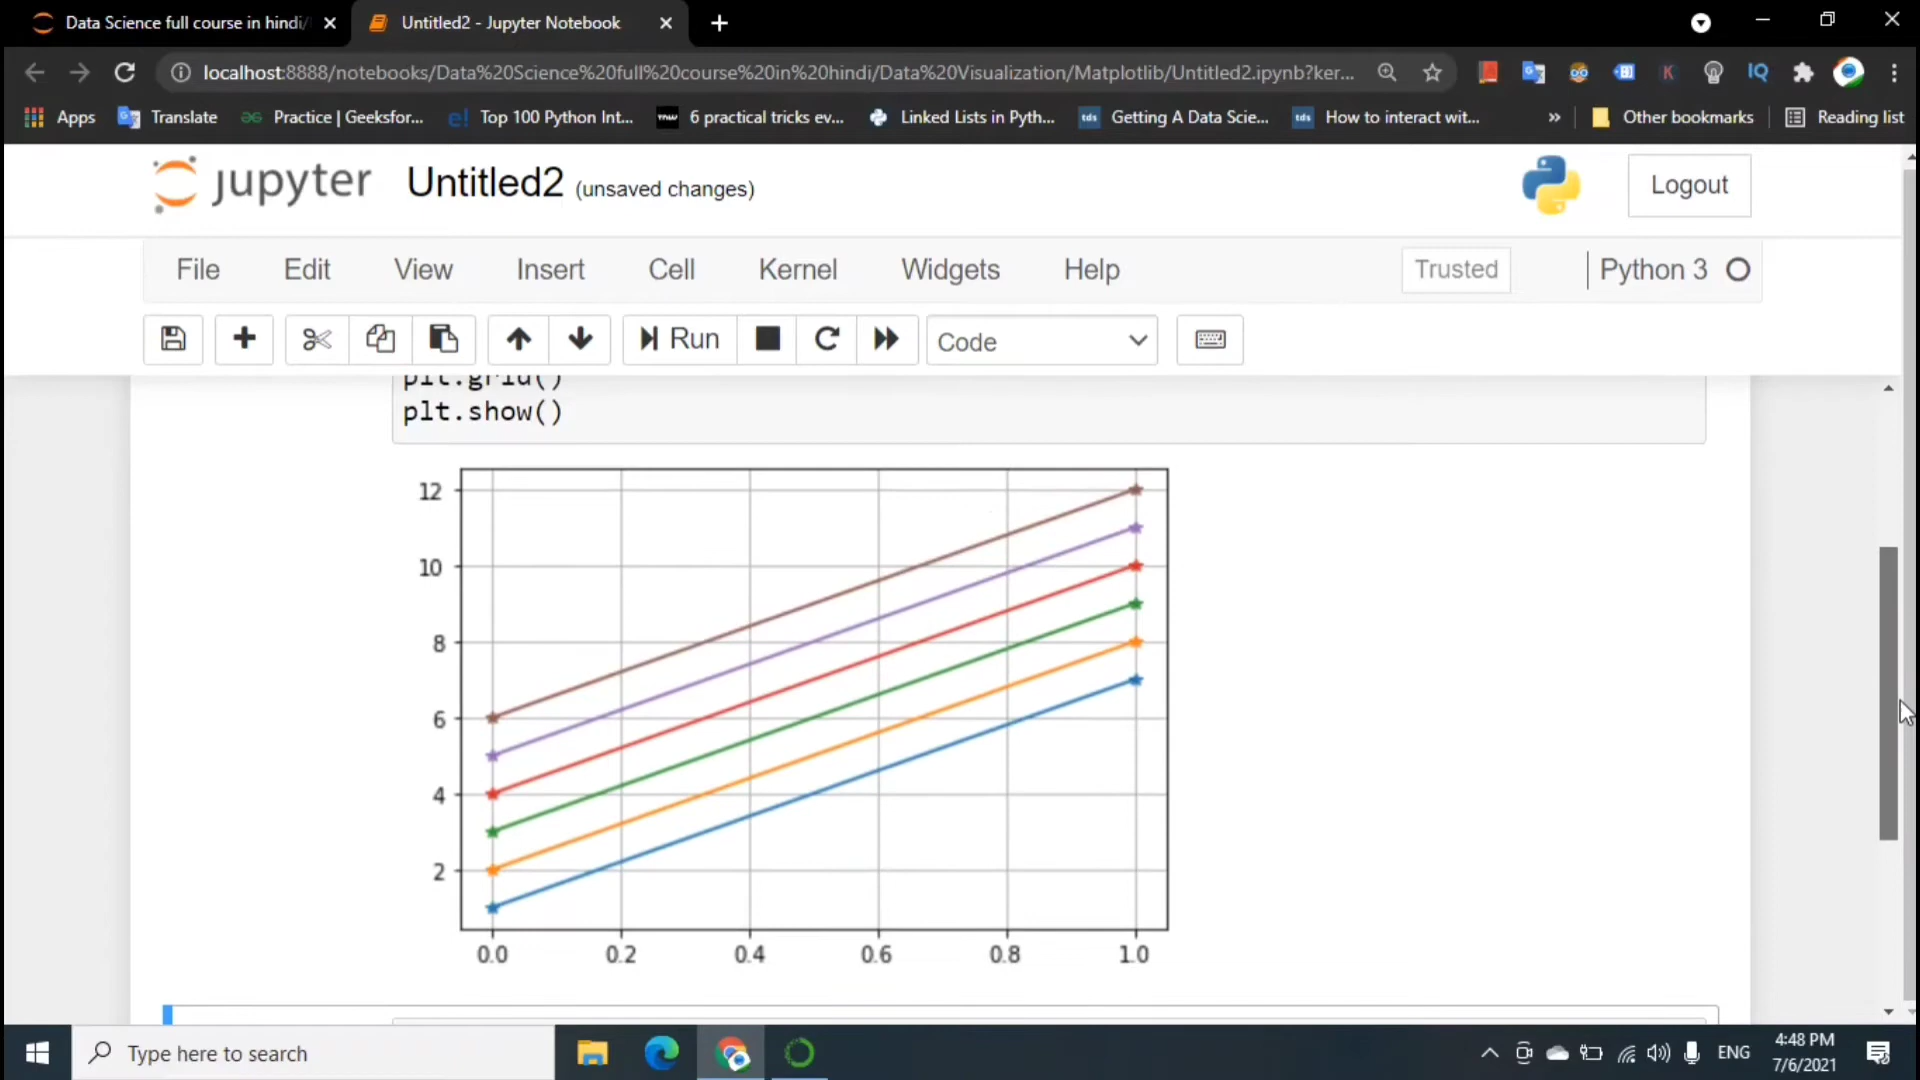 Data Science full course in hindi/
Untitled2 - Jupyter Notebook
localhost:8888/notebooks/Data%20Science%20full%20course%20in%20hindi/Data%20Visualization/Matplotlib/Untitled2.ipynb?ker...
Apps Translate Practice | Geeksfor... Top 100 Python Int... 6 practical tricks ev... Linked Lists in Pyth... tds Getting A Data Scie... tds How to interact wit... » Other bookmarks Reading list
jupyter Untitled2 (unsaved changes) Logout
File Edit View Insert Cell Kernel Widgets Help Trusted Python 3
Run Code
plt.grid()
plt.show()
12
10
8
6
4
2
0.0 0.2 0.4 0.6 0.8 1.0
Type here to search
ENG
4:48 PM
7/6/2021